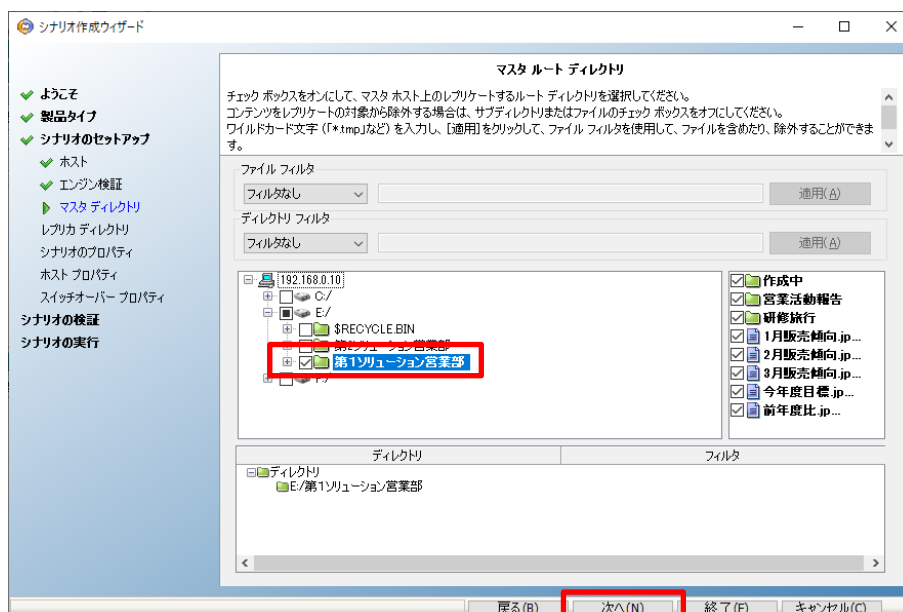 シナリオ作成ウィザード
マスタ ルート ディレクトリ
チェック ボックスをオンにして、マスタ ホスト上のレプリケートするルート ディレクトリを選択してください。
コンテンツをレプリケートの対象から除外する場合は、サブディレクトリまたはファイルのチェック ボックスをオフにしてください。
ワイルドカード文字 (「*.tmp」など) を入力し、[適用] をクリックして、ファイル フィルタを使用して、ファイルを含めたり、除外することができま
す。
ようこそ
製品タイプ
シナリオのセットアップ
ホスト
エンジン検証
マスタ ディレクトリ
レプリカ ディレクトリ
シナリオのプロパティ
ホスト プロパティ
スイッチオーバー プロパティ
シナリオの検証
シナリオの実行
ファイル フィルタ
フィルタなし
適用(A)
ディレクトリ フィルタ
フィルタなし
適用(A)
192.168.0.10
C:/
E:/
$RECYCLE.BIN
第2ソリューション営業部
第1ソリューション営業部
F:/
作成中
営業活動報告
研修旅行
1月販売傾向.jp...
2月販売傾向.jp...
3月販売傾向.jp...
今年度目標.jp...
前年度比.jp...
ディレクトリ
フィルタ
ディレクトリ
E:/第1ソリューション営業部
戻る(B)
次へ(N)
終了(F)
キャンセル(C)